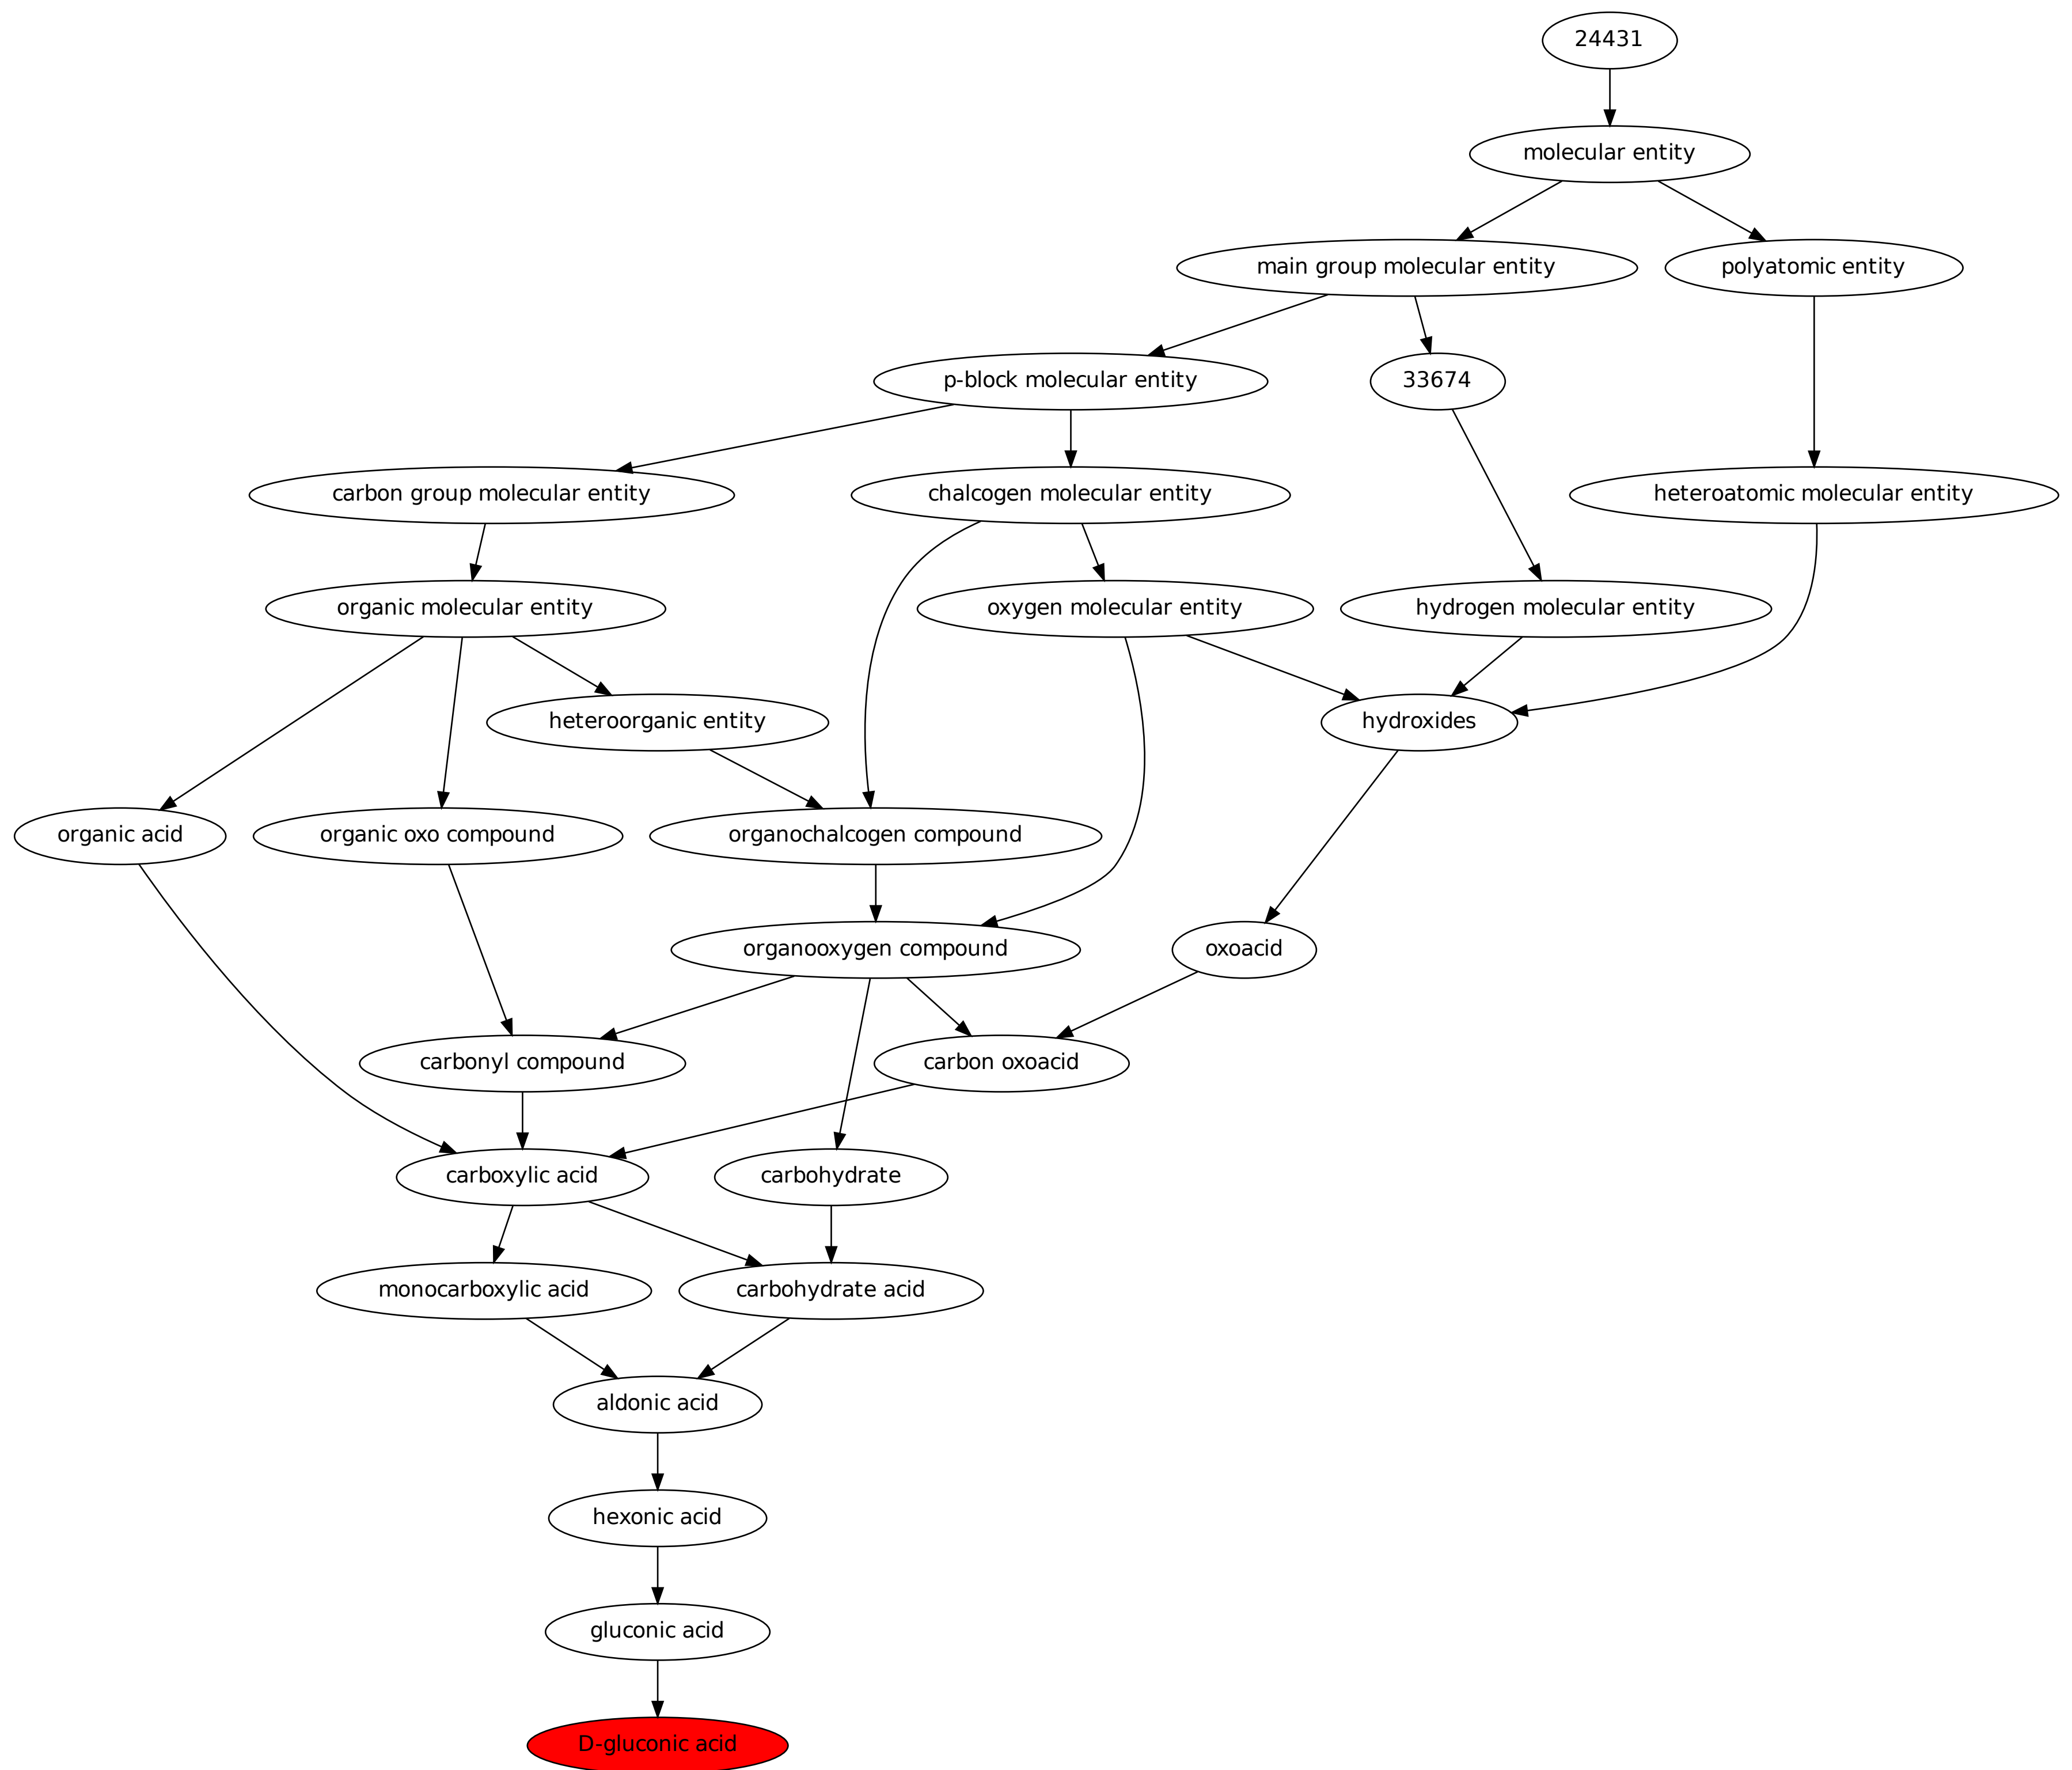 24431
molecular entity
main group molecular entity
polyatomic entity
p-block molecular entity
33674
carbon group molecular entity
chalcogen molecular entity
heteroatomic molecular entity
organic molecular entity
oxygen molecular entity
hydrogen molecular entity
heteroorganic entity
hydroxides
organic acid
organic oxo compound
organochalcogen compound
organooxygen compound
oxoacid
carbonyl compound
carbon oxoacid
carboxylic acid
carbohydrate
monocarboxylic acid
carbohydrate acid
aldonic acid
hexonic acid
gluconic acid
D-gluconic acid